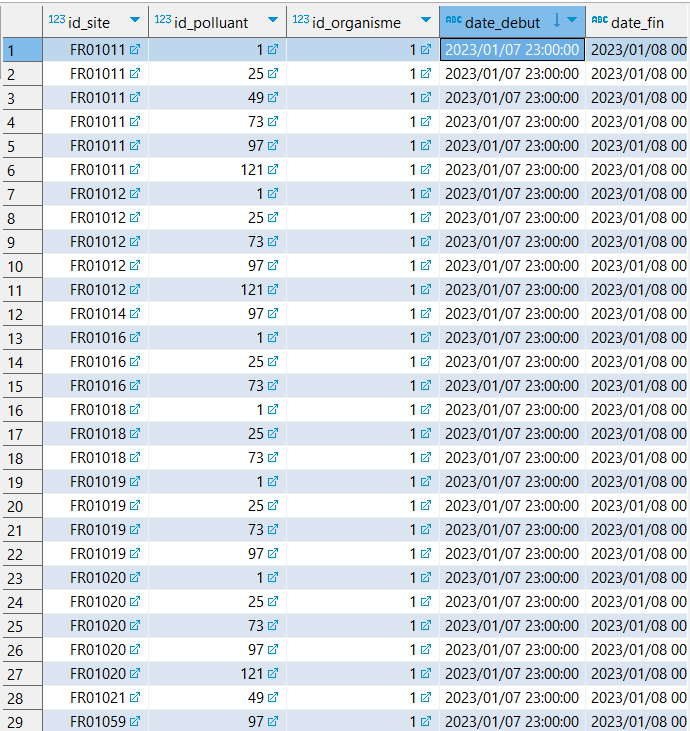 123 id_site 123 id_polluant 123 id_organisme ABC date_debut ABC date_fin
1 FR01011 1 1 2023/01/07 23:00:00 2023/01/08 00
2 FR01011 25 1 2023/01/07 23:00:00 2023/01/08 00
3 FR01011 49 1 2023/01/07 23:00:00 2023/01/08 00
4 FR01011 73 1 2023/01/07 23:00:00 2023/01/08 00
5 FR01011 97 1 2023/01/07 23:00:00 2023/01/08 00
6 FR01011 121 1 2023/01/07 23:00:00 2023/01/08 00
7 FR01012 1 1 2023/01/07 23:00:00 2023/01/08 00
8 FR01012 25 1 2023/01/07 23:00:00 2023/01/08 00
9 FR01012 73 1 2023/01/07 23:00:00 2023/01/08 00
10 FR01012 97 1 2023/01/07 23:00:00 2023/01/08 00
11 FR01012 121 1 2023/01/07 23:00:00 2023/01/08 00
12 FR01014 97 1 2023/01/07 23:00:00 2023/01/08 00
13 FR01016 1 1 2023/01/07 23:00:00 2023/01/08 00
14 FR01016 25 1 2023/01/07 23:00:00 2023/01/08 00
15 FR01016 73 1 2023/01/07 23:00:00 2023/01/08 00
16 FR01018 1 1 2023/01/07 23:00:00 2023/01/08 00
17 FR01018 25 1 2023/01/07 23:00:00 2023/01/08 00
18 FR01018 73 1 2023/01/07 23:00:00 2023/01/08 00
19 FR01019 1 1 2023/01/07 23:00:00 2023/01/08 00
20 FR01019 25 1 2023/01/07 23:00:00 2023/01/08 00
21 FR01019 73 1 2023/01/07 23:00:00 2023/01/08 00
22 FR01019 97 1 2023/01/07 23:00:00 2023/01/08 00
23 FR01020 1 1 2023/01/07 23:00:00 2023/01/08 00
24 FR01020 25 1 2023/01/07 23:00:00 2023/01/08 00
25 FR01020 73 1 2023/01/07 23:00:00 2023/01/08 00
26 FR01020 97 1 2023/01/07 23:00:00 2023/01/08 00
27 FR01020 121 1 2023/01/07 23:00:00 2023/01/08 00
28 FR01021 49 1 2023/01/07 23:00:00 2023/01/08 00
29 FR01059 97 1 2023/01/07 23:00:00 2023/01/08 00